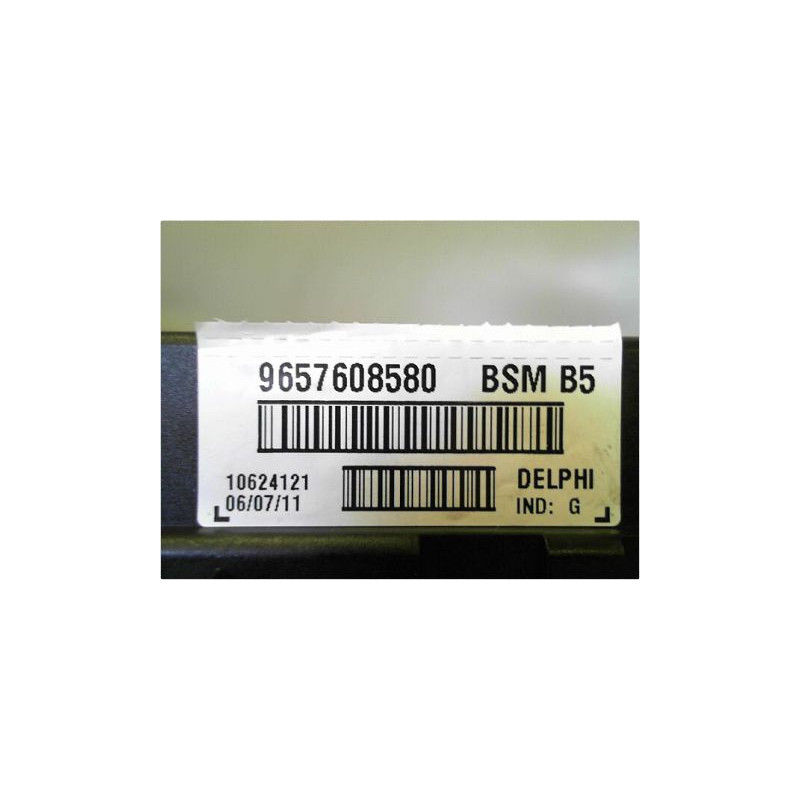 9657608580 BSM B5
10624121 DELPHI
06/07/11 IND: G